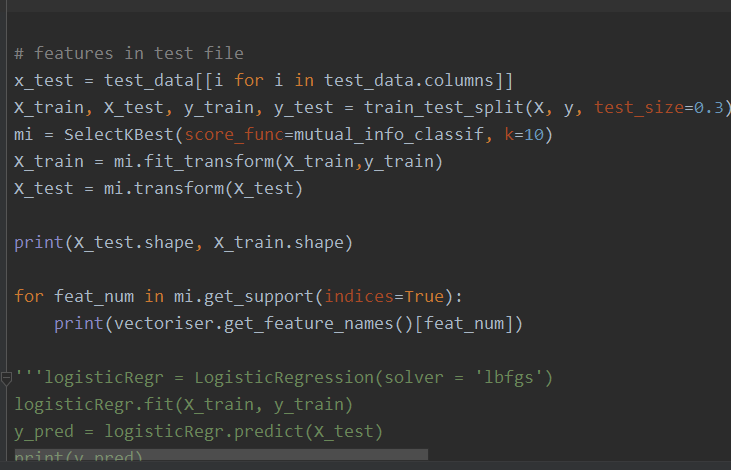 # features in test file
x_test = test_data[[i for i in test_data.columns]]
X_train, X_test, y_train, y_test = train_test_split(X, y, test_size=0.3)
mi = SelectKBest(score_func=mutual_info_classif, k=10)
X_train = mi.fit_transform(X_train,y_train)
X_test = mi.transform(X_test)
print(X_test.shape, X_train.shape)
for feat_num in mi.get_support(indices=True):
    print(vectoriser.get_feature_names()[feat_num])
'''logisticRegr = LogisticRegression(solver = 'lbfgs')
logisticRegr.fit(X_train, y_train)
y_pred = logisticRegr.predict(X_test)
print(y_pred)